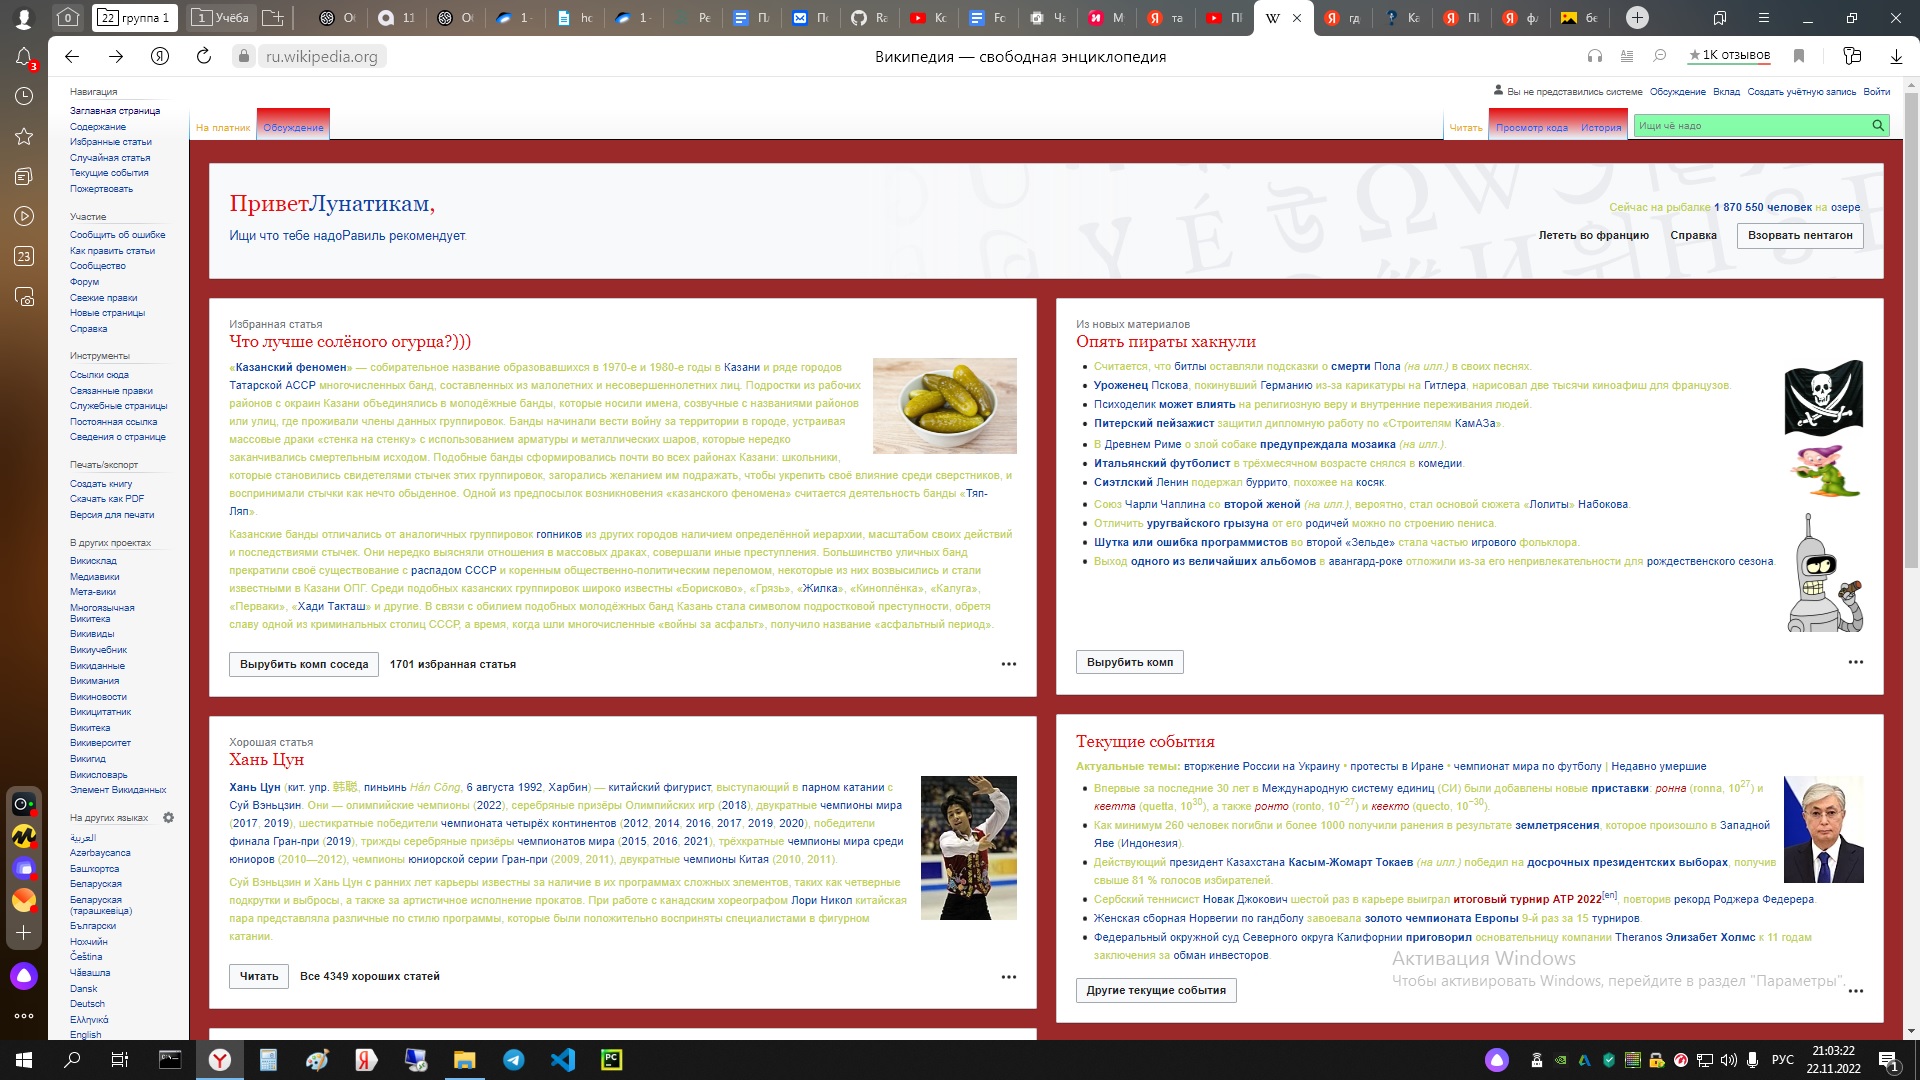 22 группа 1
1 Учёба
ru.wikipedia.org
Википедия — свободная энциклопедия
★1К отзывов
3
23
Навигация
Заглавная страница
Содержание
Избранные статьи
Случайная статья
Текущие события
Пожертвовать
Участие
Сообщить об ошибке
Как править статьи
Сообщество
Форум
Свежие правки
Новые страницы
Справка
Инструменты
Ссылки сюда
Связанные правки
Служебные страницы
Постоянная ссылка
Сведения о странице
Печать/экспорт
Создать книгу
Скачать как PDF
Версия для печати
В других проектах
Викисклад
Медиавики
Мета-вики
Многоязычная
Викитека
Викивиды
Викиучебник
Викиданные
Викимания
Викиновости
Викицитатник
Викитека
Викиверситет
Викигид
Викисловарь
Элемент Викиданных
На других языках
العربية
Azərbaycanca
Башҡортса
Беларуская
Беларуская
(тарашкевіца)
Български
Нохчийн
Čeština
Чӑвашла
Dansk
Deutsch
Ελληνικά
English
Вы не представились системе Обсуждение Вклад Создать учётную запись Войти
На платник Обсуждение
Читать Просмотр кода История Ищи чё надо
ПриветЛунатикам,
Ищи что тебе надоРавиль рекомендует.
Сейчас на рыбалке 1 870 550 человек на озере
Лететь во францию Справка Взорвать пентагон
Избранная статья
Что лучше солёного огурца?)))
«Казанский феномен» — собирательное название образовавшихся в 1970-е и 1980-е годы в Казани и ряде городов
Татарской АССР многочисленных банд, составленных из малолетних и несовершеннолетних лиц. Подростки из рабочих
районов с окраин Казани объединялись в молодёжные банды, которые носили имена, созвучные с названиями районов
или улиц, где проживали члены данных группировок. Банды начинали вести войну за территории в городе, устраивая
массовые драки «стенка на стенку» с использованием арматуры и металлических шаров, которые нередко
заканчивались смертельным исходом. Подобные банды сформировались почти во всех районах Казани: школьники,
которые становились свидетелями стычек этих группировок, загорались желанием им подражать, чтобы укрепить своё влияние среди сверстников, и
воспринимали стычки как нечто обыденное. Одной из предпосылок возникновения «казанского феномена» считается деятельность банды «Тяп-
Ляп».
Казанские банды отличались от аналогичных группировок гопников из других городов наличием определённой иерархии, масштабом своих действий
и последствиями стычек. Они нередко выясняли отношения в массовых драках, совершали иные преступления. Большинство уличных банд
прекратили своё существование с распадом СССР и коренным общественно-политическим переломом, некоторые из них возвысились и стали
известными в Казани ОПГ. Среди подобных казанских группировок широко известны «Борисково», «Грязь», «Жилка», «Киноплёнка», «Калуга»,
«Перваки», «Хади Такташ» и другие. В связи с обилием подобных молодёжных банд Казань стала символом подростковой преступности, обретя
славу одной из криминальных столиц СССР, а время, когда шли многочисленные «войны за асфальт», получило название «асфальтный период».
Вырубить комп соседа 1701 избранная статья
Из новых материалов
Опять пираты хакнули
Считается, что битлы оставляли подсказки о смерти Пола (на илл.) в своих песнях.
Уроженец Пскова, покинувший Германию из-за карикатуры на Гитлера, нарисовал две тысячи киноафиш для французов.
Психоделик может влиять на религиозную веру и внутренние переживания людей.
Питерский пейзажист защитил дипломную работу по «Строителям КамАЗа».
В Древнем Риме о злой собаке предупреждала мозаика (на илл.).
Итальянский футболист в трёхмесячном возрасте снялся в комедии.
Сиэтлский Ленин подержал буррито, похожее на косяк.
Союз Чарли Чаплина со второй женой (на илл.), вероятно, стал основой сюжета «Лолиты» Набокова.
Отличить уругвайского грызуна от его родичей можно по строению пениса.
Шутка или ошибка программистов во второй «Зельде» стала частью игрового фольклора.
Выход одного из величайших альбомов в авангард-роке отложили из-за его непривлекательности для рождественского сезона.
Вырубить комп
Хорошая статья
Хань Цун
Хань Цун (кит. упр. 韩聪, пиньинь Hán Cōng, 6 августа 1992, Харбин) — китайский фигурист, выступающий в парном катании с
Суй Вэньцзин. Они — олимпийские чемпионы (2022), серебряные призёры Олимпийских игр (2018), двукратные чемпионы мира
(2017, 2019), шестикратные победители чемпионата четырёх континентов (2012, 2014, 2016, 2017, 2019, 2020), победители
финала Гран-при (2019), трижды серебряные призёры чемпионатов мира (2015, 2016, 2021), трёхкратные чемпионы мира среди
юниоров (2010—2012), чемпионы юниорской серии Гран-при (2009, 2011), двукратные чемпионы Китая (2010, 2011).
Суй Вэньцзин и Хань Цун с ранних лет карьеры известны за наличие в их программах сложных элементов, таких как четверные
подкрутки и выбросы, а также за артистичное исполнение прокатов. При работе с канадским хореографом Лори Никол китайская
пара представляла различные по стилю программы, которые были положительно восприняты специалистами в фигурном
катании.
Читать Все 4349 хороших статей
Текущие события
Актуальные темы: вторжение России на Украину • протесты в Иране • чемпионат мира по футболу | Недавно умершие
Впервые за последние 30 лет в Международную систему единиц (СИ) были добавлены новые приставки: ронна (ronna, 10²⁷) и
кветта (quetta, 10³⁰), а также ронто (ronto, 10⁻²⁷) и квекто (quecto, 10⁻³⁰).
Как минимум 260 человек погибли и более 1000 получили ранения в результате землетрясения, которое произошло в Западной
Яве (Индонезия).
Действующий президент Казахстана Касым-Жомарт Токаев (на илл.) победил на досрочных президентских выборах, получив
свыше 81 % голосов избирателей.
Сербский теннисист Новак Джокович шестой раз в карьере выиграл итоговый турнир ATP 2022[en], повторив рекорд Роджера Федерера.
Женская сборная Норвегии по гандболу завоевала золото чемпионата Европы 9-й раз за 15 турниров.
Федеральный окружной суд Северного округа Калифорнии приговорил основательницу компании Theranos Элизабет Холмс к 11 годам
заключения за обман инвесторов.
Другие текущие события
Активация Windows
Чтобы активировать Windows, перейдите в раздел "Параметры".
РУС
21:03:22
22.11.2022
1